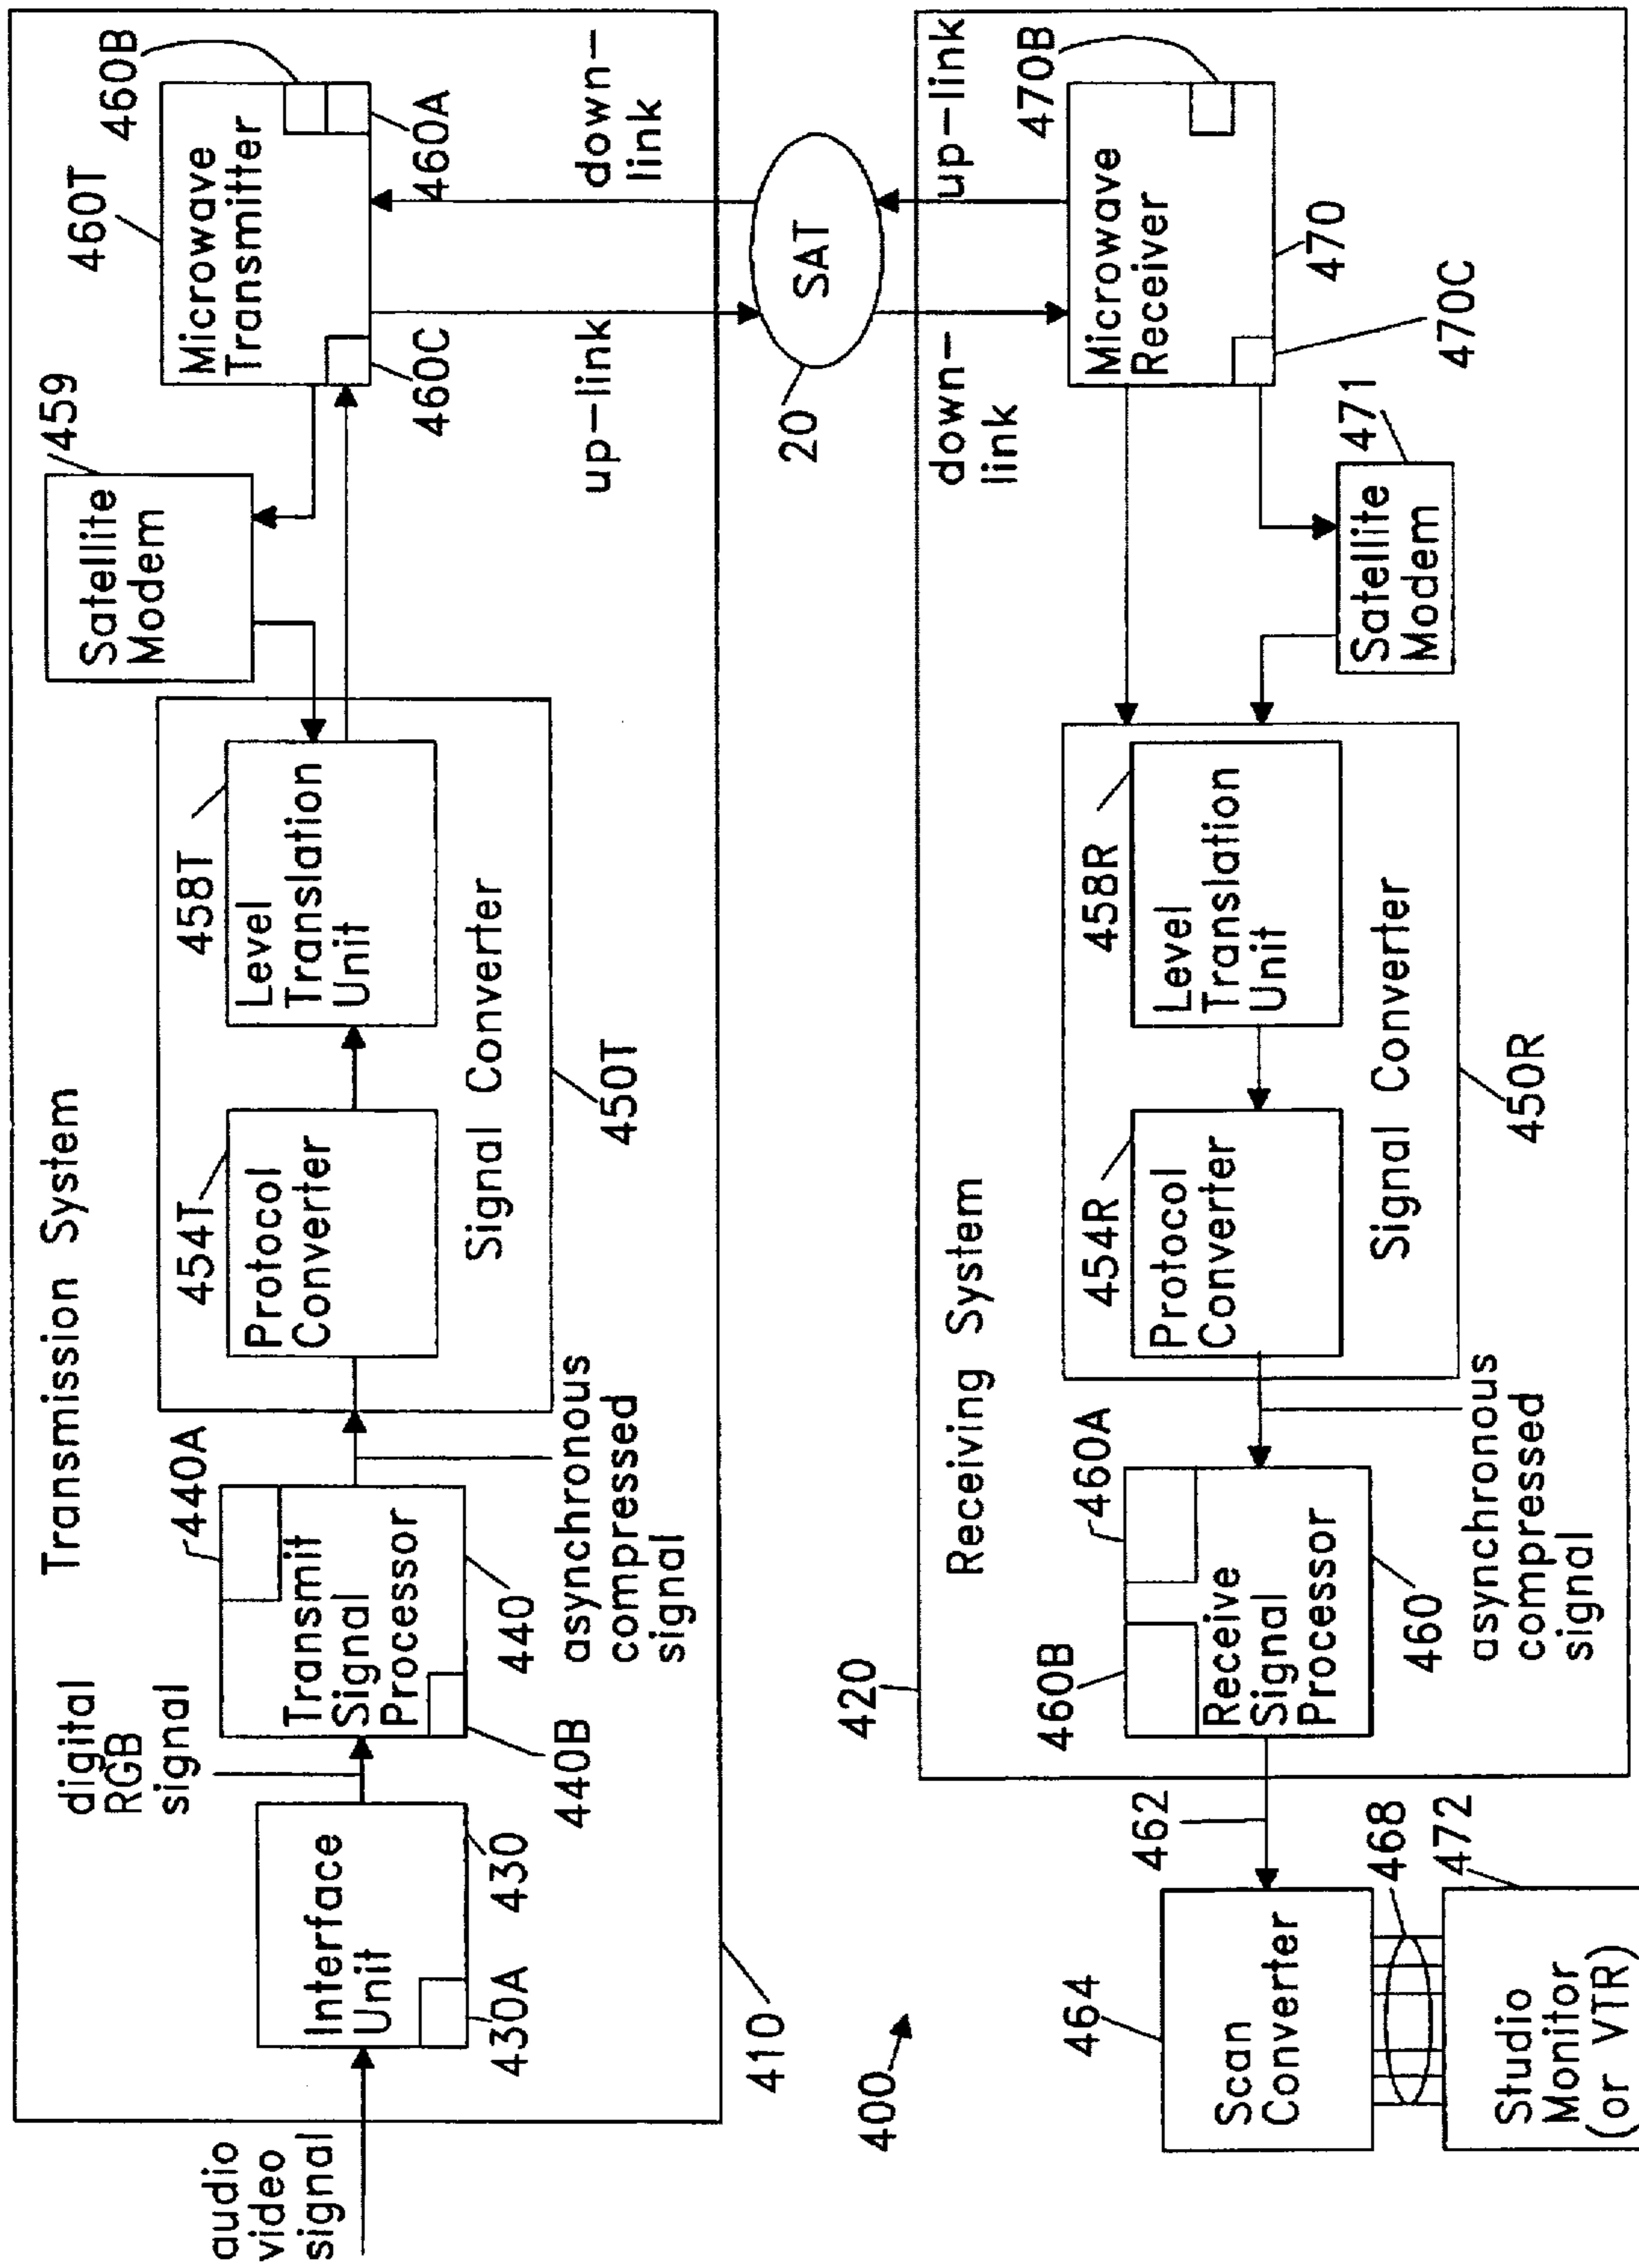 Transmission System
audio
video
signal
Interface
Unit
430A
430
digital
RGB
signal
Transmit
Signal
Processor
440A
440B
440
asynchronous
compressed
signal
454T
Protocol
Converter
458T
Level
Translation
Unit
Signal Converter
450T
Satellite
Modem
459
460T
Microwave
Transmitter
460B
460A
460C
up-link
down-
link
410
SAT
20
400
Receiving System
420
down-
link
up-link
470B
Microwave
Receiver
470
470C
471
Satellite
Modem
458R
Level
Translation
Unit
454R
Protocol
Converter
Signal Converter
450R
asynchronous
compressed
signal
460A
460B
Receive
Signal
Processor
460
462
464
Scan
Converter
468
472
Studio
Monitor
(or VTR)